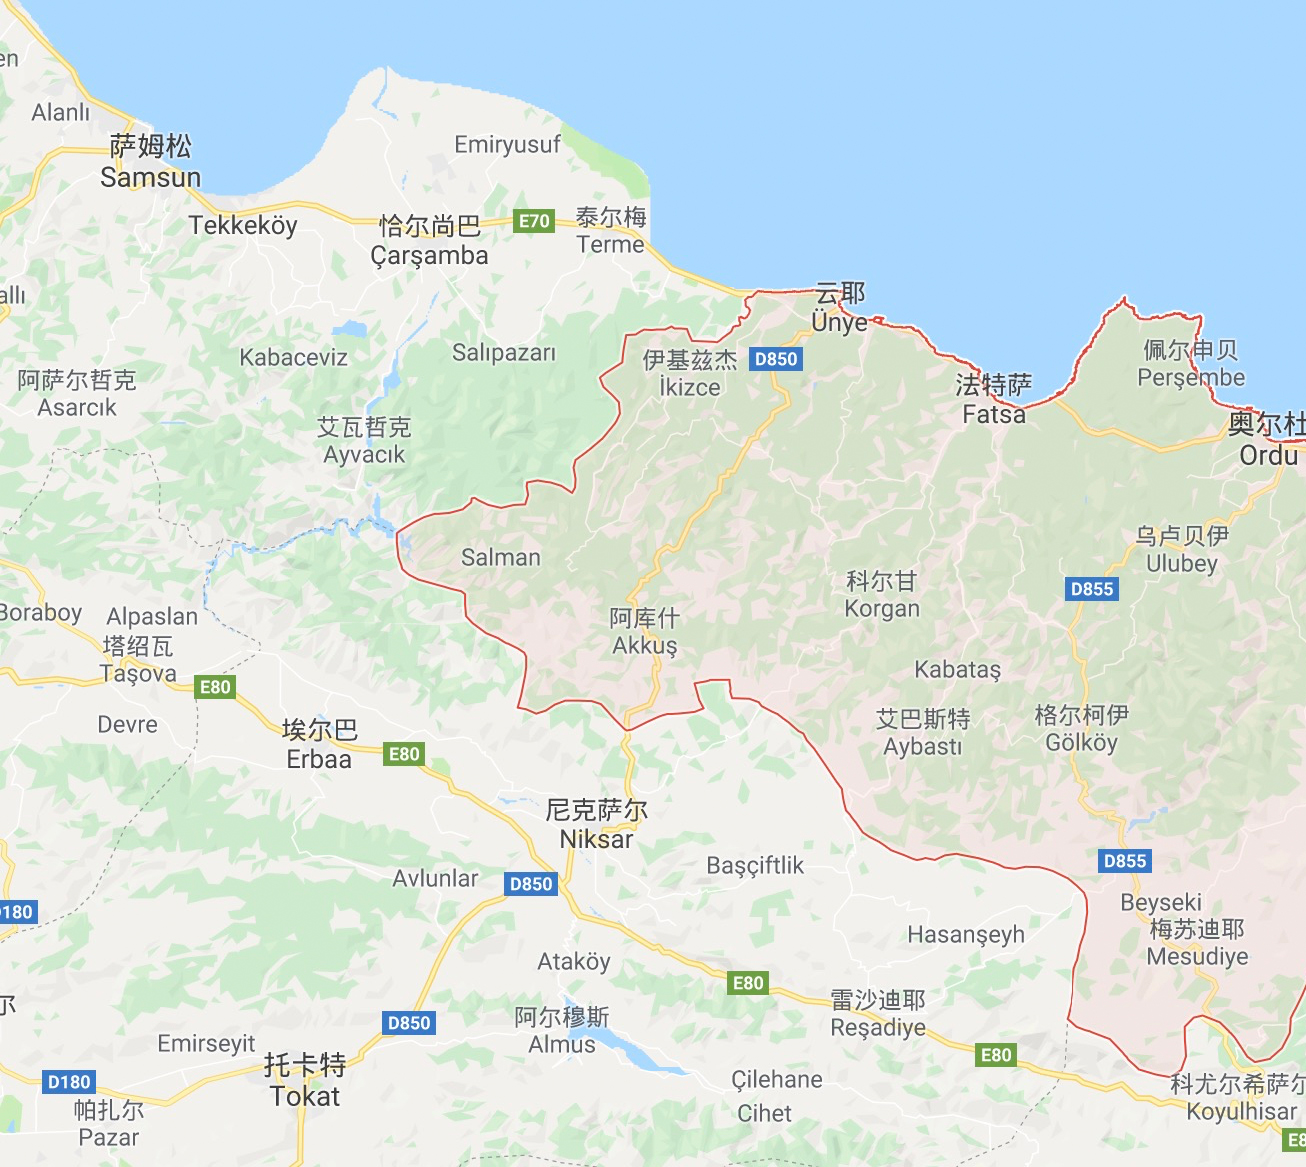 en
Alanlı
萨姆松
Samsun
Emiryusuf
Tekkeköy
恰尔尚巴
Çarşamba
E70
泰尔梅
Terme
allı
云耶
Ünye
Kabaceviz
Salıpazarı
伊基兹杰
İkizce
D850
佩尔申贝
Perşembe
阿萨尔哲克
Asarcık
法特萨
Fatsa
艾瓦哲克
Ayvacık
奥尔杜
Ordu
Salman
乌卢贝伊
Ulubey
D855
科尔甘
Korgan
Boraboy
Alpaslan
阿库什
Akkuş
塔绍瓦
Taşova
Kabataş
E80
Devre
埃尔巴
Erbaa
E80
艾巴斯特
Aybastı
格尔柯伊
Gölköy
尼克萨尔
Niksar
Başçiftlik
D855
Avlunlar
D850
D180
Beyseki
梅苏迪耶
Mesudiye
Hasanşeyh
Ataköy
E80
雷沙迪耶
Reşadiye
尔
阿尔穆斯
Almus
D850
Emirseyit
托卡特
Tokat
E80
D180
Çilehane
Cihet
帕扎尔
Pazar
科尤尔希萨尔
Koyulhisar
E8